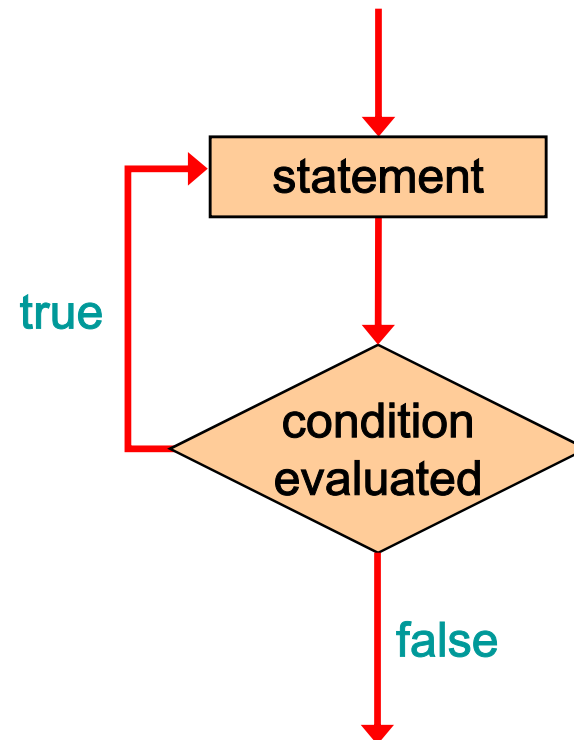 statement
true
condition
evaluated
false